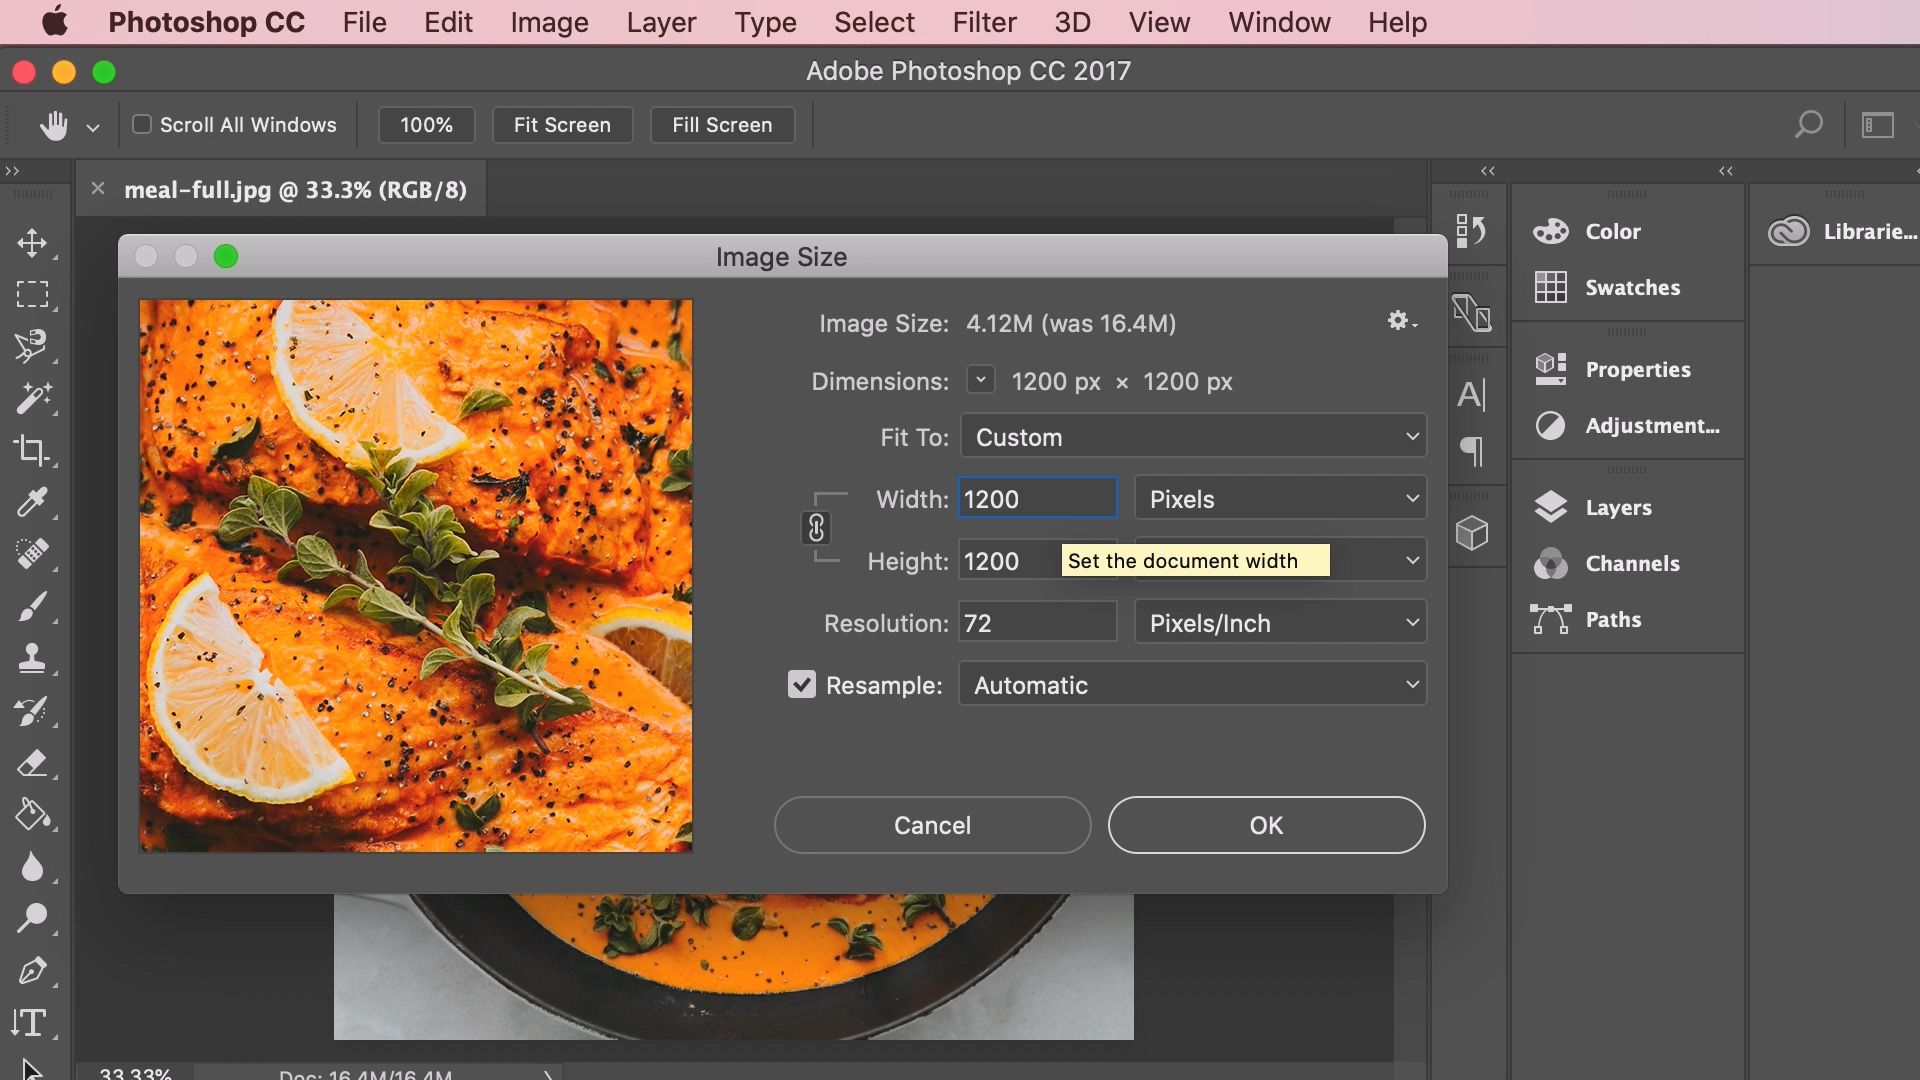 Photoshop CC File Edit Image Layer Type Select Filter 3D View Window Help
Adobe Photoshop CC 2017
Scroll All Windows 100% Fit Screen Fill Screen
× meal-full.jpg @ 33.3% (RGB/8)
Image Size
Image Size: 4.12M (was 16.4M)
Dimensions: 1200 px × 1200 px
Fit To: Custom
Width: 1200 Pixels
Height: 1200
Set the document width
Resolution: 72 Pixels/Inch
Resample: Automatic
Cancel OK
Color
Swatches
Properties
Adjustment...
Layers
Channels
Paths
Librarie...
33.33% Doc: 16.4M/16.4M